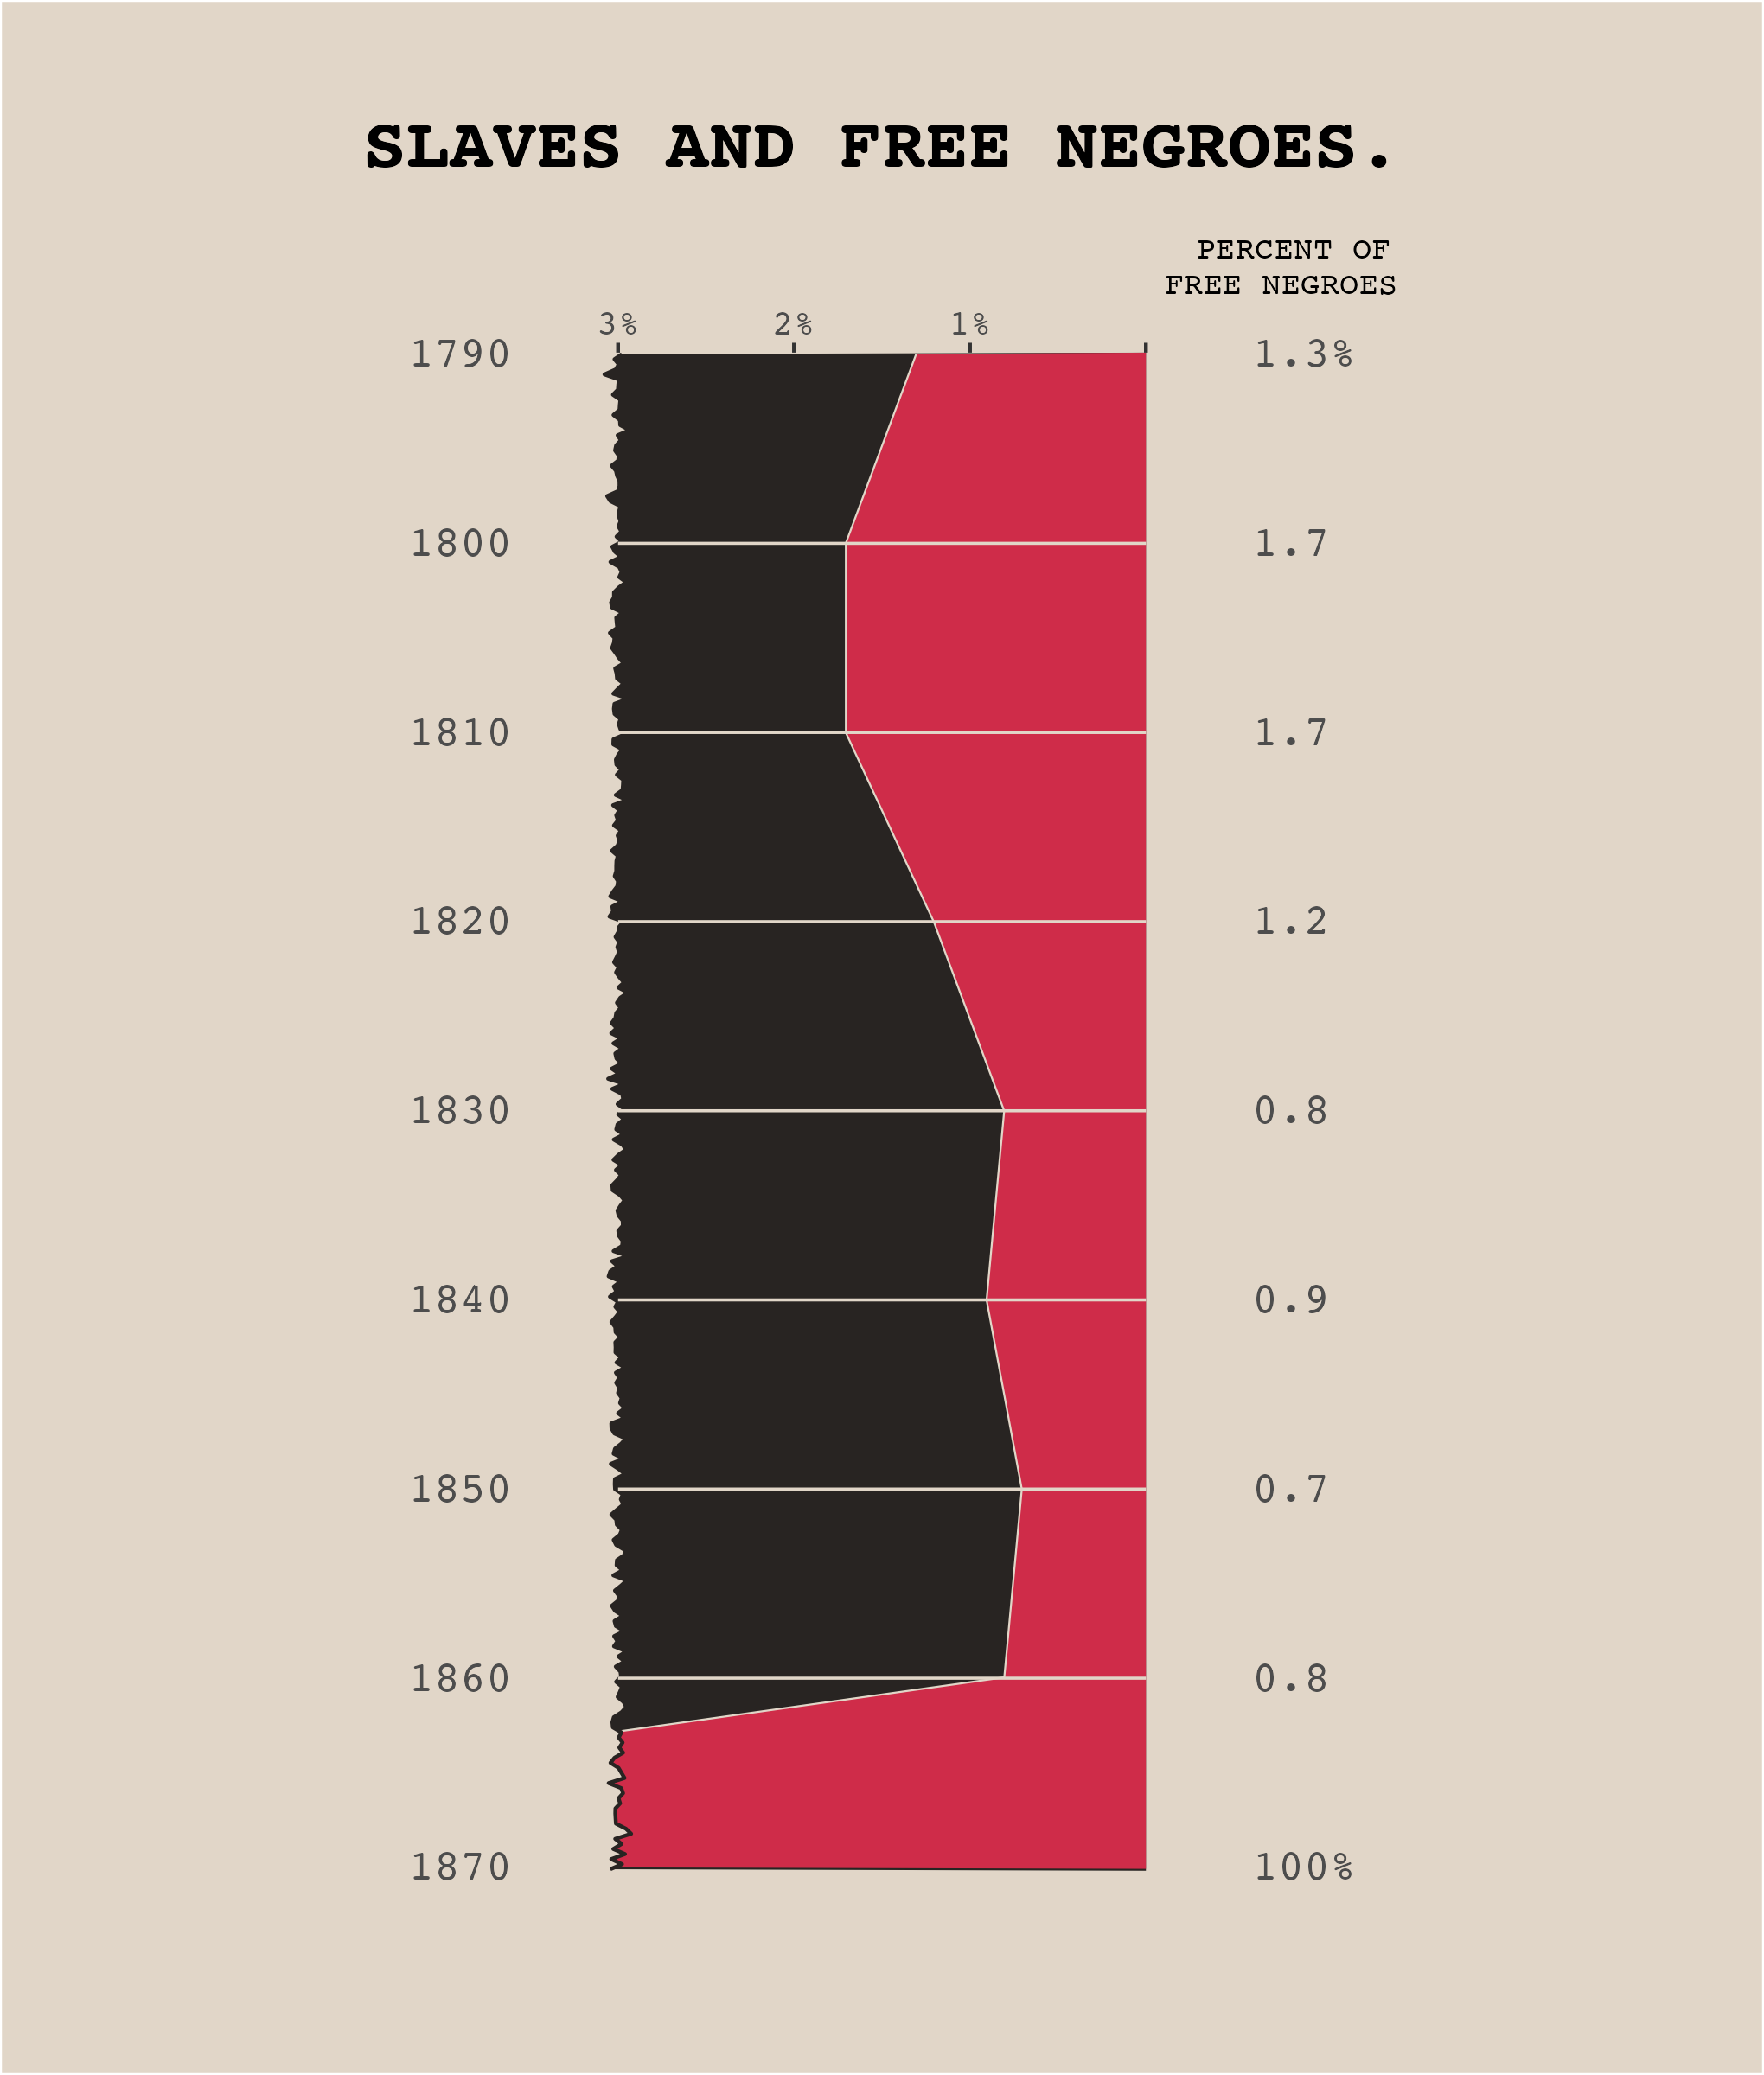 SLAVES AND FREE NEGROES.
PERCENT OF
FREE NEGROES
3% 2% 1%
1790 1.3%
1800 1.7
1810 1.7
1820 1.2
1830 0.8
1840 0.9
1850 0.7
1860 0.8
1870 100%